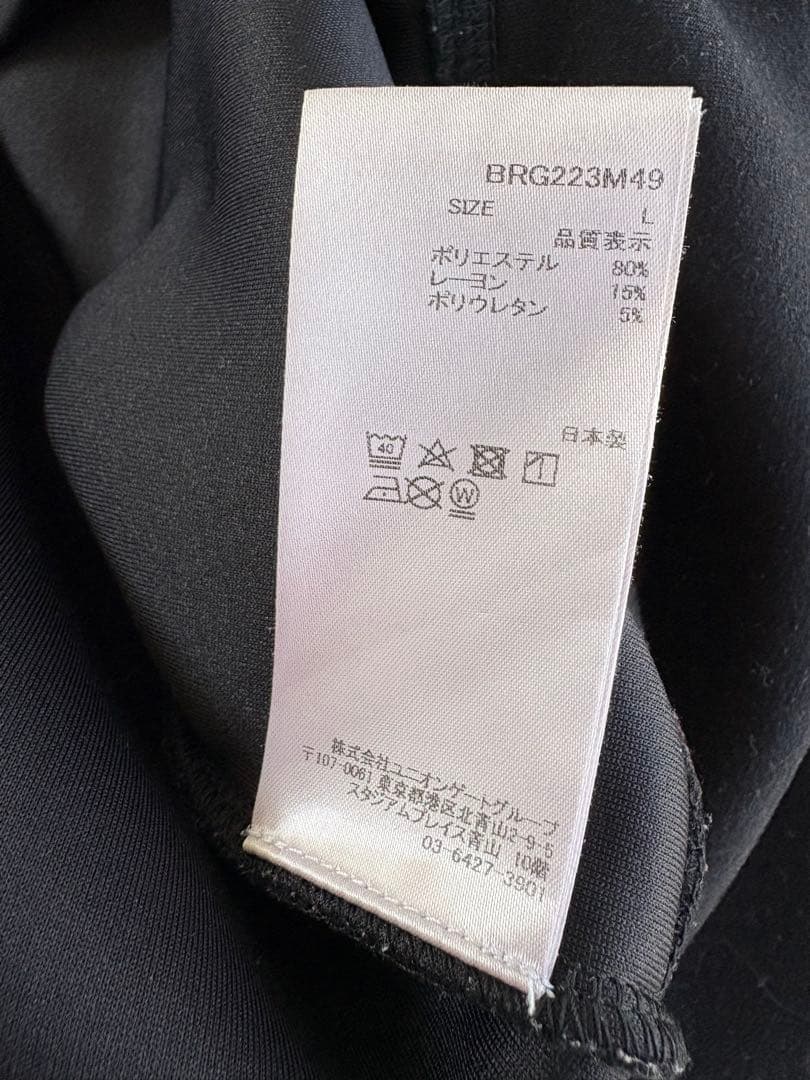 BRG223M49
SIZE L
品質表示
ポリエステル 80%
レーヨン 15%
ポリウレタン 5%
日本製
40
W
株式会社ユニオンゲートグループ
〒107-0061 東京都港区北青山2-9-5
スタジアムプレイス青山 10階
03-6427-3901